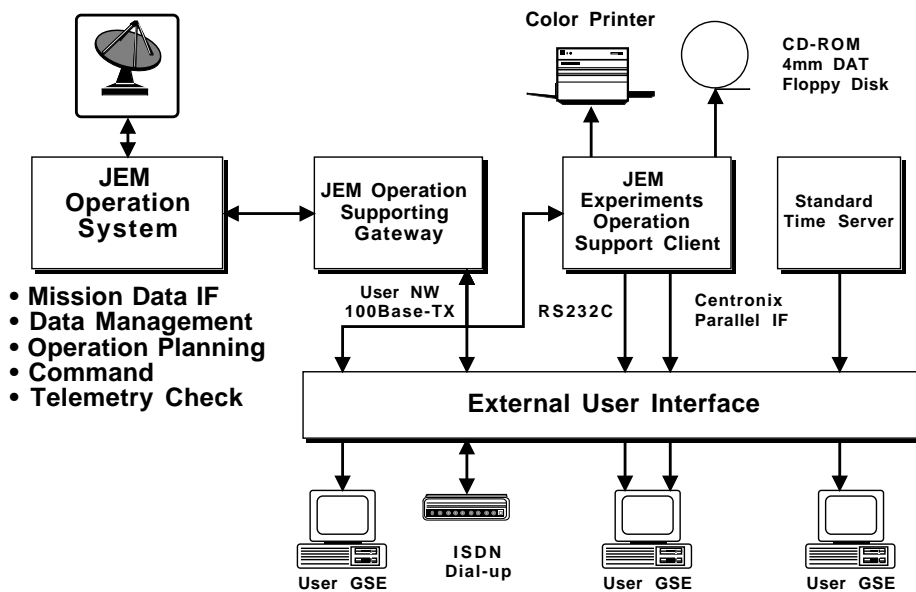 Color Printer
CD-ROM
4mm DAT
Floppy Disk
JEM
Operation
System
JEM Operation
Supporting
Gateway
JEM
Experiments
Operation
Support Client
Standard
Time Server
• Mission Data IF
• Data Management
• Operation Planning
• Command
• Telemetry Check
User NW
100Base-TX
RS232C
Centronix
Parallel IF
External User Interface
User GSE
ISDN
Dial-up
User GSE
User GSE